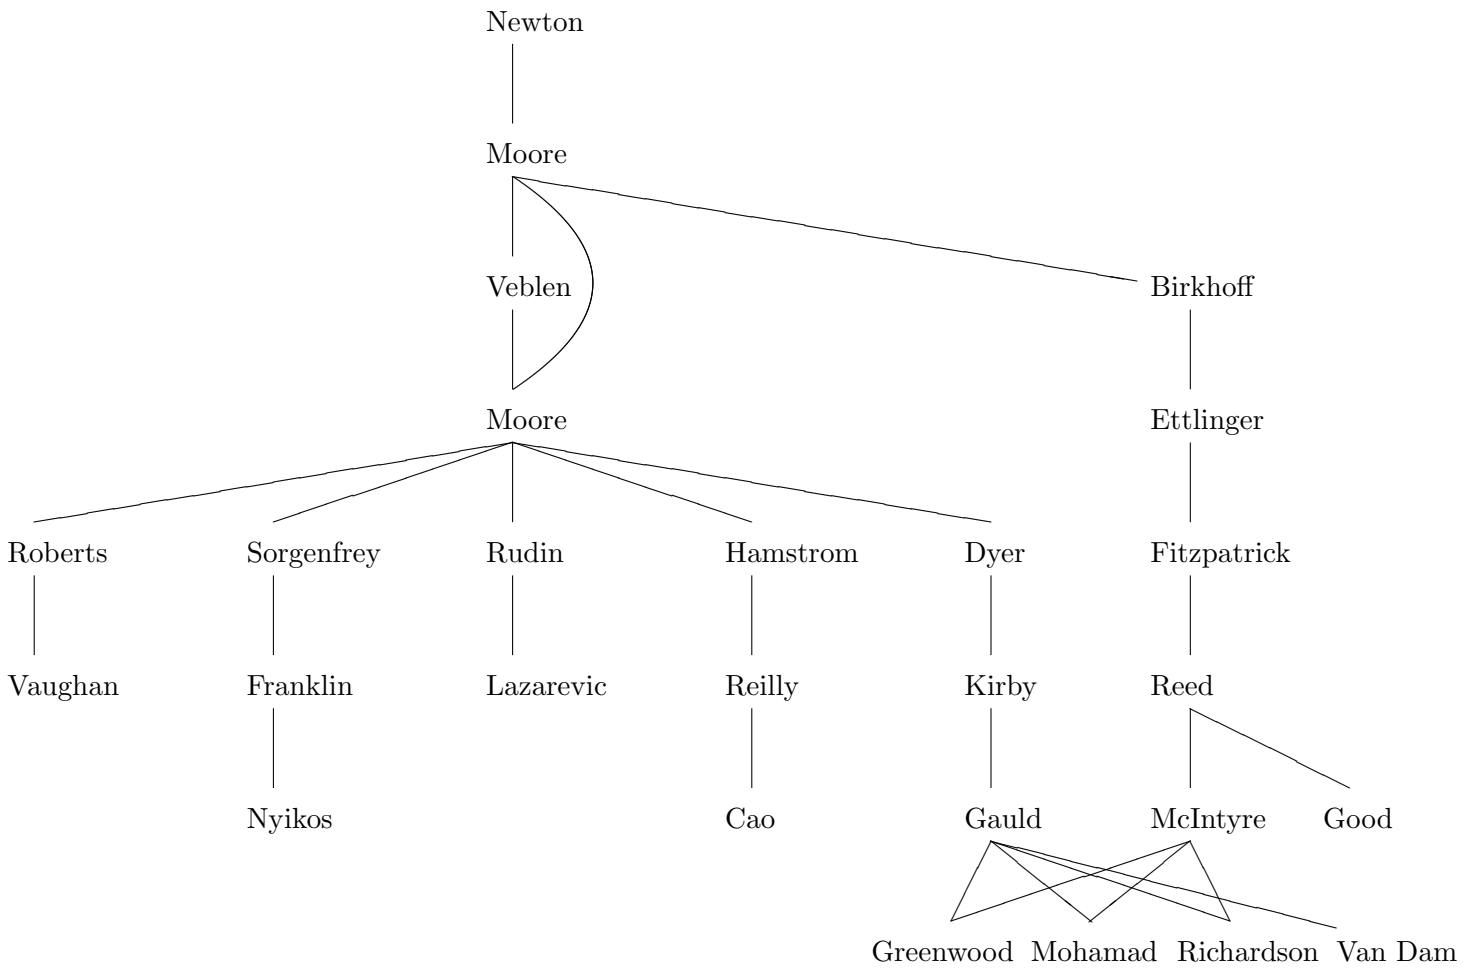 Newton
Moore
Veblen Birkhoff
Moore Ettlinger
Roberts Sorgenfrey Rudin Hamstrom Dyer Fitzpatrick
Vaughan Franklin Lazarevic Reilly Kirby Reed
Nyikos Cao Gauld McIntyre Good
Greenwood Mohamad Richardson Van Dam